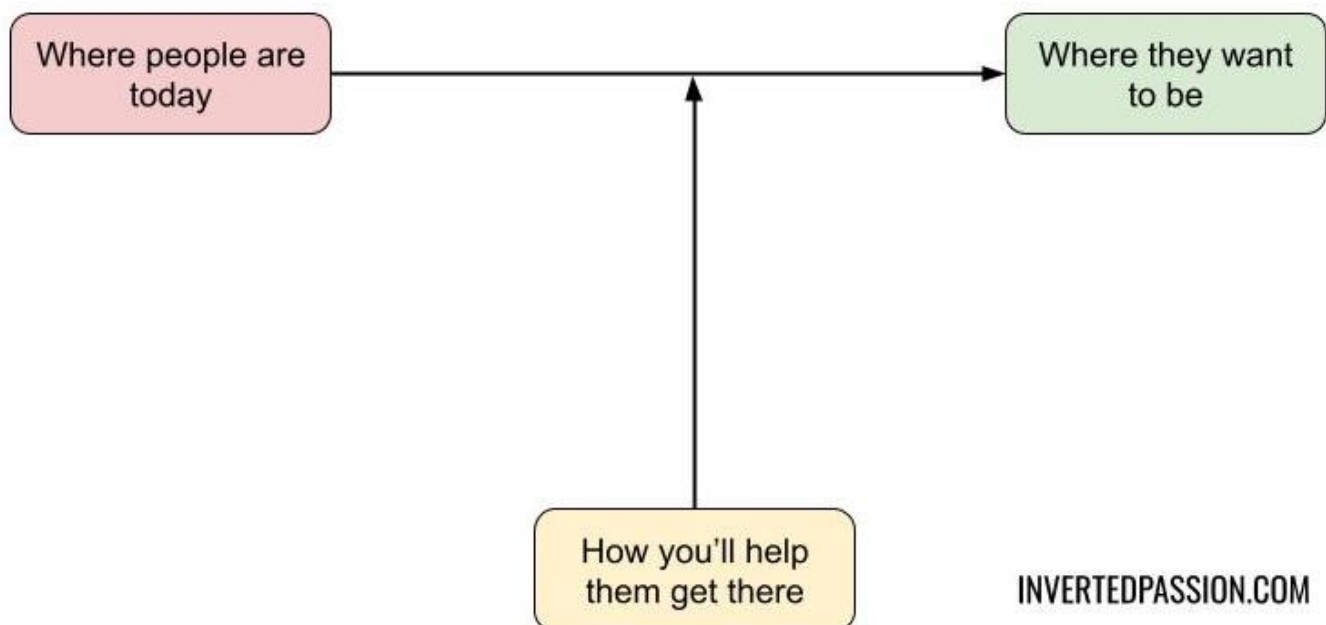 Where people are
today
Where they want
to be
How you’ll help
them get there
INVERTEDPASSION.COM